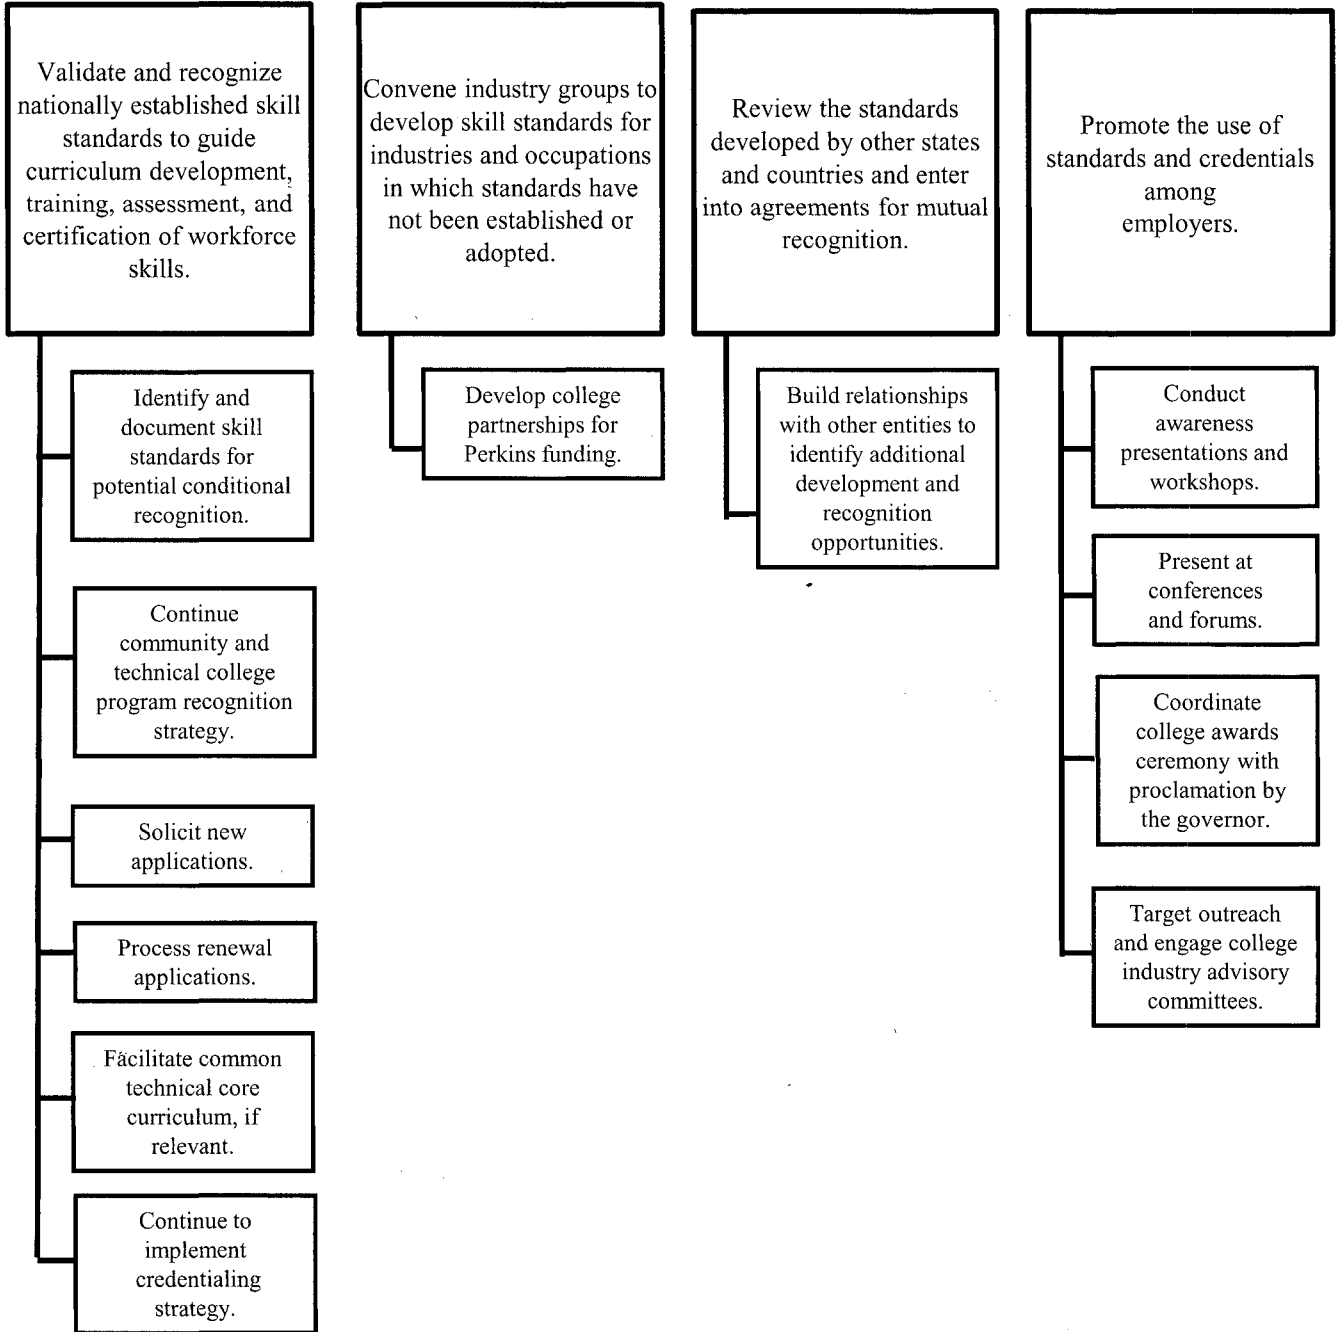 Validate and recognize
nationally established skill
standards to guide
curriculum development,
training, assessment, and
certification of workforce
skills.
Identify and
document skill
standards for
potential conditional
recognition.
Continue
community and
technical college
program recognition
strategy.
Solicit new
applications.
Process renewal
applications.
Facilitate common
technical core
curriculum, if
relevant.
Continue to
implement
credentialing
strategy.
Convene industry groups to
develop skill standards for
industries and occupations
in which standards have
not been established or
adopted.
Develop college
partnerships for
Perkins funding.
Review the standards
developed by other states
and countries and enter
into agreements for mutual
recognition.
Build relationships
with other entities to
identify additional
development and
recognition
opportunities.
Promote the use of
standards and credentials
among
employers.
Conduct
awareness
presentations and
workshops.
Present at
conferences
and forums.
Coordinate
college awards
ceremony with
proclamation by
the governor.
Target outreach
and engage college
industry advisory
committees.